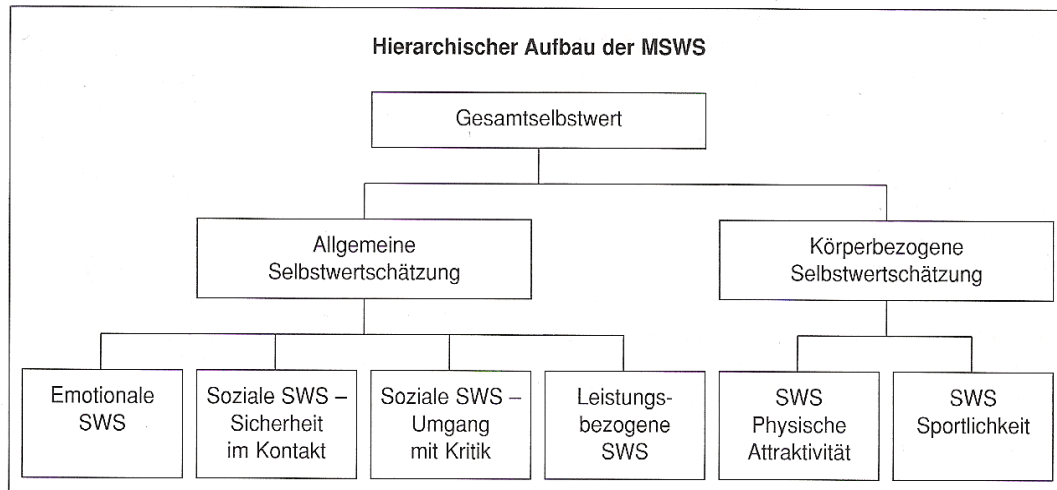 Hierarchischer Aufbau der MSWS
Gesamtselbstwert
Allgemeine
Selbstwertschätzung
Körperbezogene
Selbstwertschätzung
Emotionale
SWS
Soziale SWS –
Sicherheit
im Kontakt
Soziale SWS –
Umgang
mit Kritik
Leistungs-
bezogene
SWS
SWS
Physische
Attraktivität
SWS
Sportlichkeit